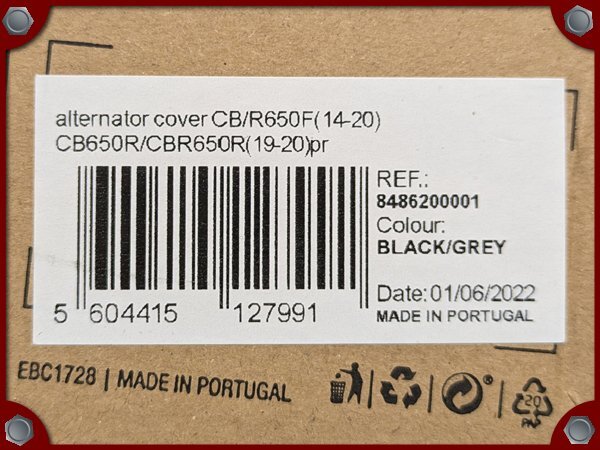 alternator cover CB/R650F(14-20)
CB650R/CBR650R(19-20)pr
REF.:
8486200001
Colour:
BLACK/GREY
Date: 01/06/2022
MADE IN PORTUGAL
5 604415 127991
EBC1728 | MADE IN PORTUGAL
20
PAP